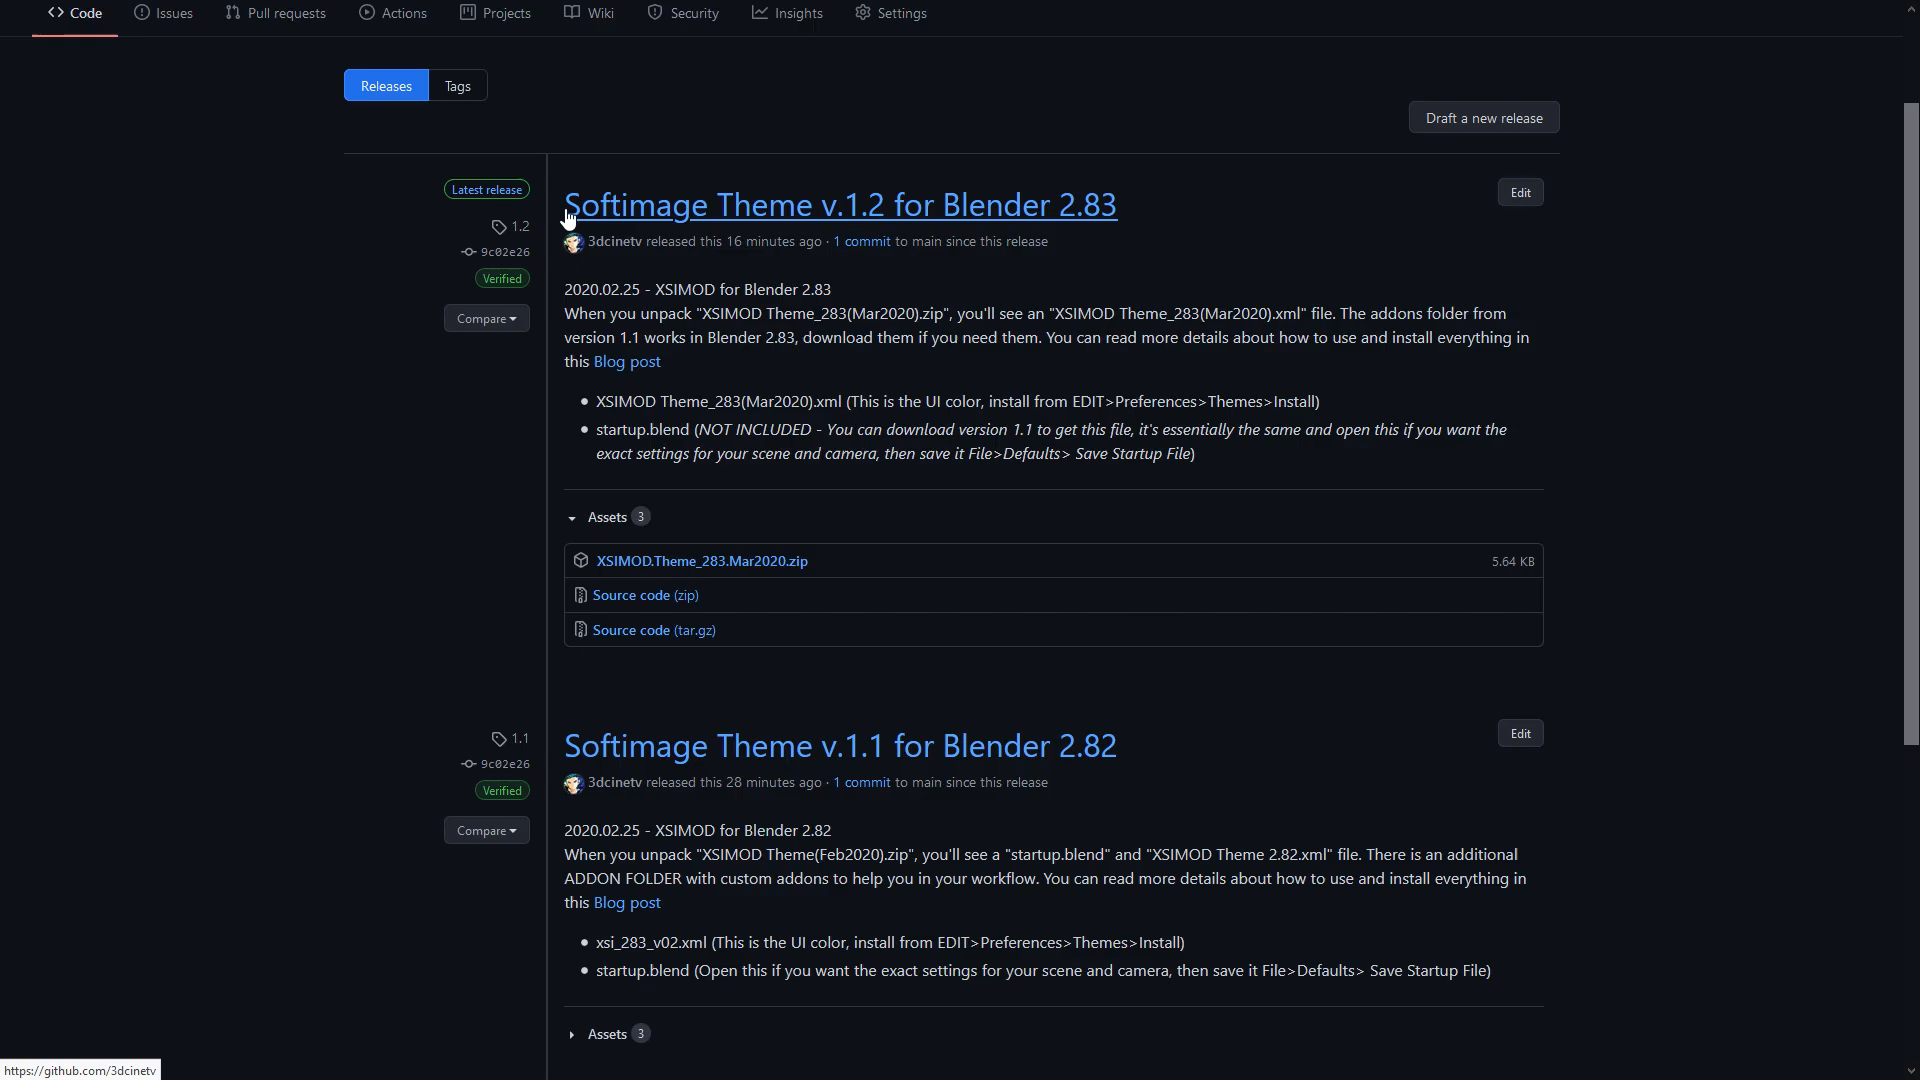 Code Issues Pull requests Actions Projects Wiki Security Insights Settings
Releases Tags
Draft a new release
Latest release
1.2
9c02e26
Verified
Compare
Softimage Theme v.1.2 for Blender 2.83
Edit
3dcinetv released this 16 minutes ago · 1 commit to main since this release
2020.02.25 - XSIMOD for Blender 2.83
When you unpack "XSIMOD Theme_283(Mar2020).zip", you'll see an "XSIMOD Theme_283(Mar2020).xml" file. The addons folder from
version 1.1 works in Blender 2.83, download them if you need them. You can read more details about how to use and install everything in
this Blog post
• XSIMOD Theme_283(Mar2020).xml (This is the UI color, install from EDIT>Preferences>Themes>Install)
• startup.blend (NOT INCLUDED - You can download version 1.1 to get this file, it's essentially the same and open this if you want the
exact settings for your scene and camera, then save it File>Defaults> Save Startup File)
Assets 3
XSIMOD.Theme_283.Mar2020.zip 5.64 KB
Source code (zip)
Source code (tar.gz)
1.1
9c02e26
Verified
Compare
Softimage Theme v.1.1 for Blender 2.82
Edit
3dcinetv released this 28 minutes ago · 1 commit to main since this release
2020.02.25 - XSIMOD for Blender 2.82
When you unpack "XSIMOD Theme(Feb2020).zip", you'll see a "startup.blend" and "XSIMOD Theme 2.82.xml" file. There is an additional
ADDON FOLDER with custom addons to help you in your workflow. You can read more details about how to use and install everything in
this Blog post
• xsi_283_v02.xml (This is the UI color, install from EDIT>Preferences>Themes>Install)
• startup.blend (Open this if you want the exact settings for your scene and camera, then save it File>Defaults> Save Startup File)
Assets 3
https://github.com/3dcinetv